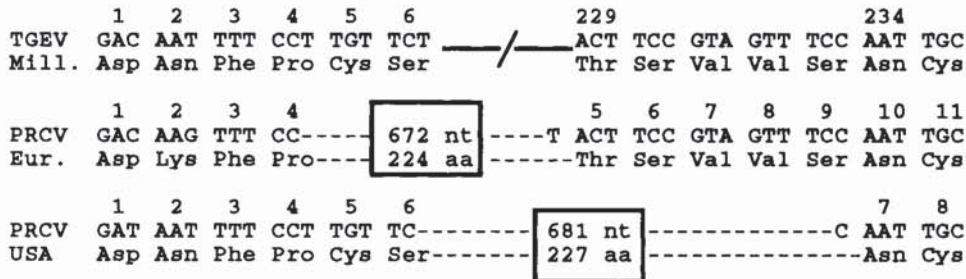 1 2 3 4 5 6 229 234
TGEV GAC AAT TTT CCT TGT TCT ———/——— ACT TCC GTA GTT TCC AAT TGC
Mill. Asp Asn Phe Pro Cys Ser Thr Ser Val Val Ser Asn Cys
1 2 3 4 5 6 7 8 9 10 11
PRCV GAC AAG TTT CC----- 672 nt ----T ACT TCC GTA GTT TCC AAT TGC
Eur. Asp Lys Phe Pro---- 224 aa ------Thr Ser Val Val Ser Asn Cys
1 2 3 4 5 6 7 8
PRCV GAT AAT TTT CCT TGT TC-------- 681 nt -------------C AAT TGC
USA Asp Asn Phe Pro Cys Ser------- 227 aa --------------Asn Cys